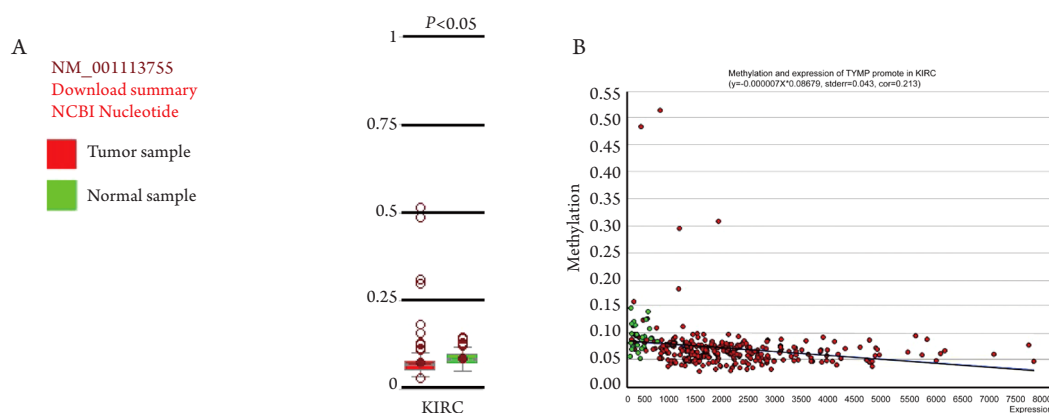 A
NM_001113755
Download summary
NCBI Nucleotide
Tumor sample
Normal sample
P<0.05
1
0.75
0.5
0.25
0
KIRC
B
Methylation and expression of TYMP promote in KIRC
(y=-0.000007X*0.08679, stderr=0.043, cor=0.213)
Methylation
0.55
0.50
0.45
0.40
0.35
0.30
0.25
0.20
0.15
0.10
0.05
0.00
0 500 1000 1500 2000 2500 3000 3500 4000 4500 5000 5500 6000 6500 7000 7500 8000
Expression